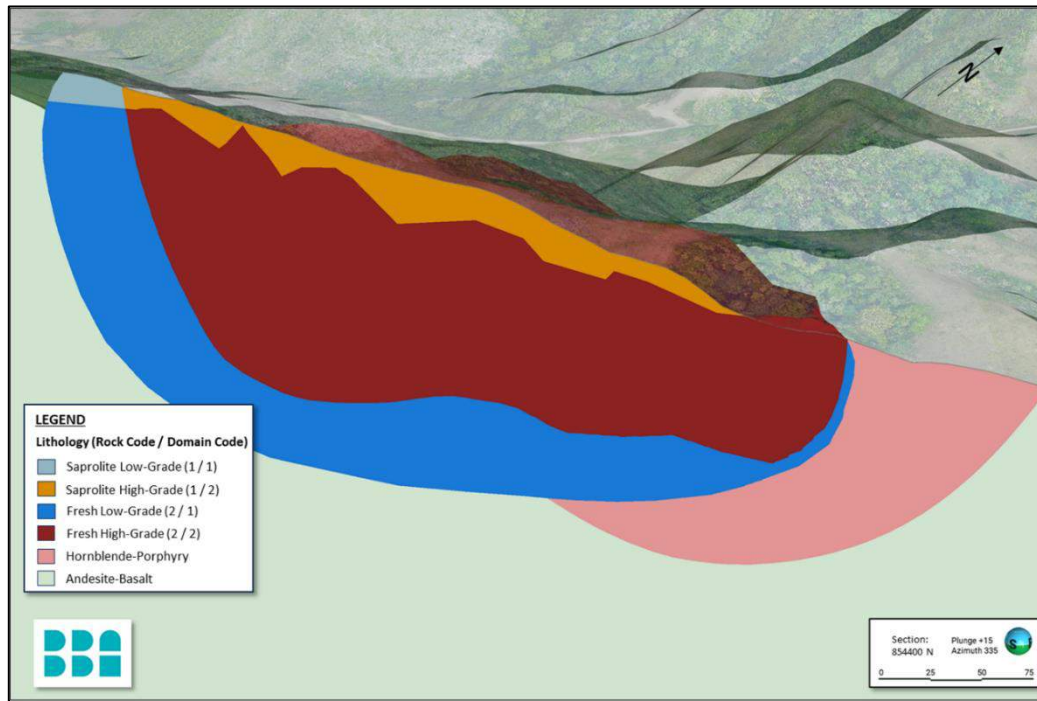 N
LEGEND
Lithology (Rock Code / Domain Code)
Saprolite Low-Grade (1 / 1)
Saprolite High-Grade (1 / 2)
Fresh Low-Grade (2 / 1)
Fresh High-Grade (2 / 2)
Hornblende-Porphyry
Andesite-Basalt
BBA
Section:
854400 N
Plunge +15
Azimuth 335
S
0 25 50 75